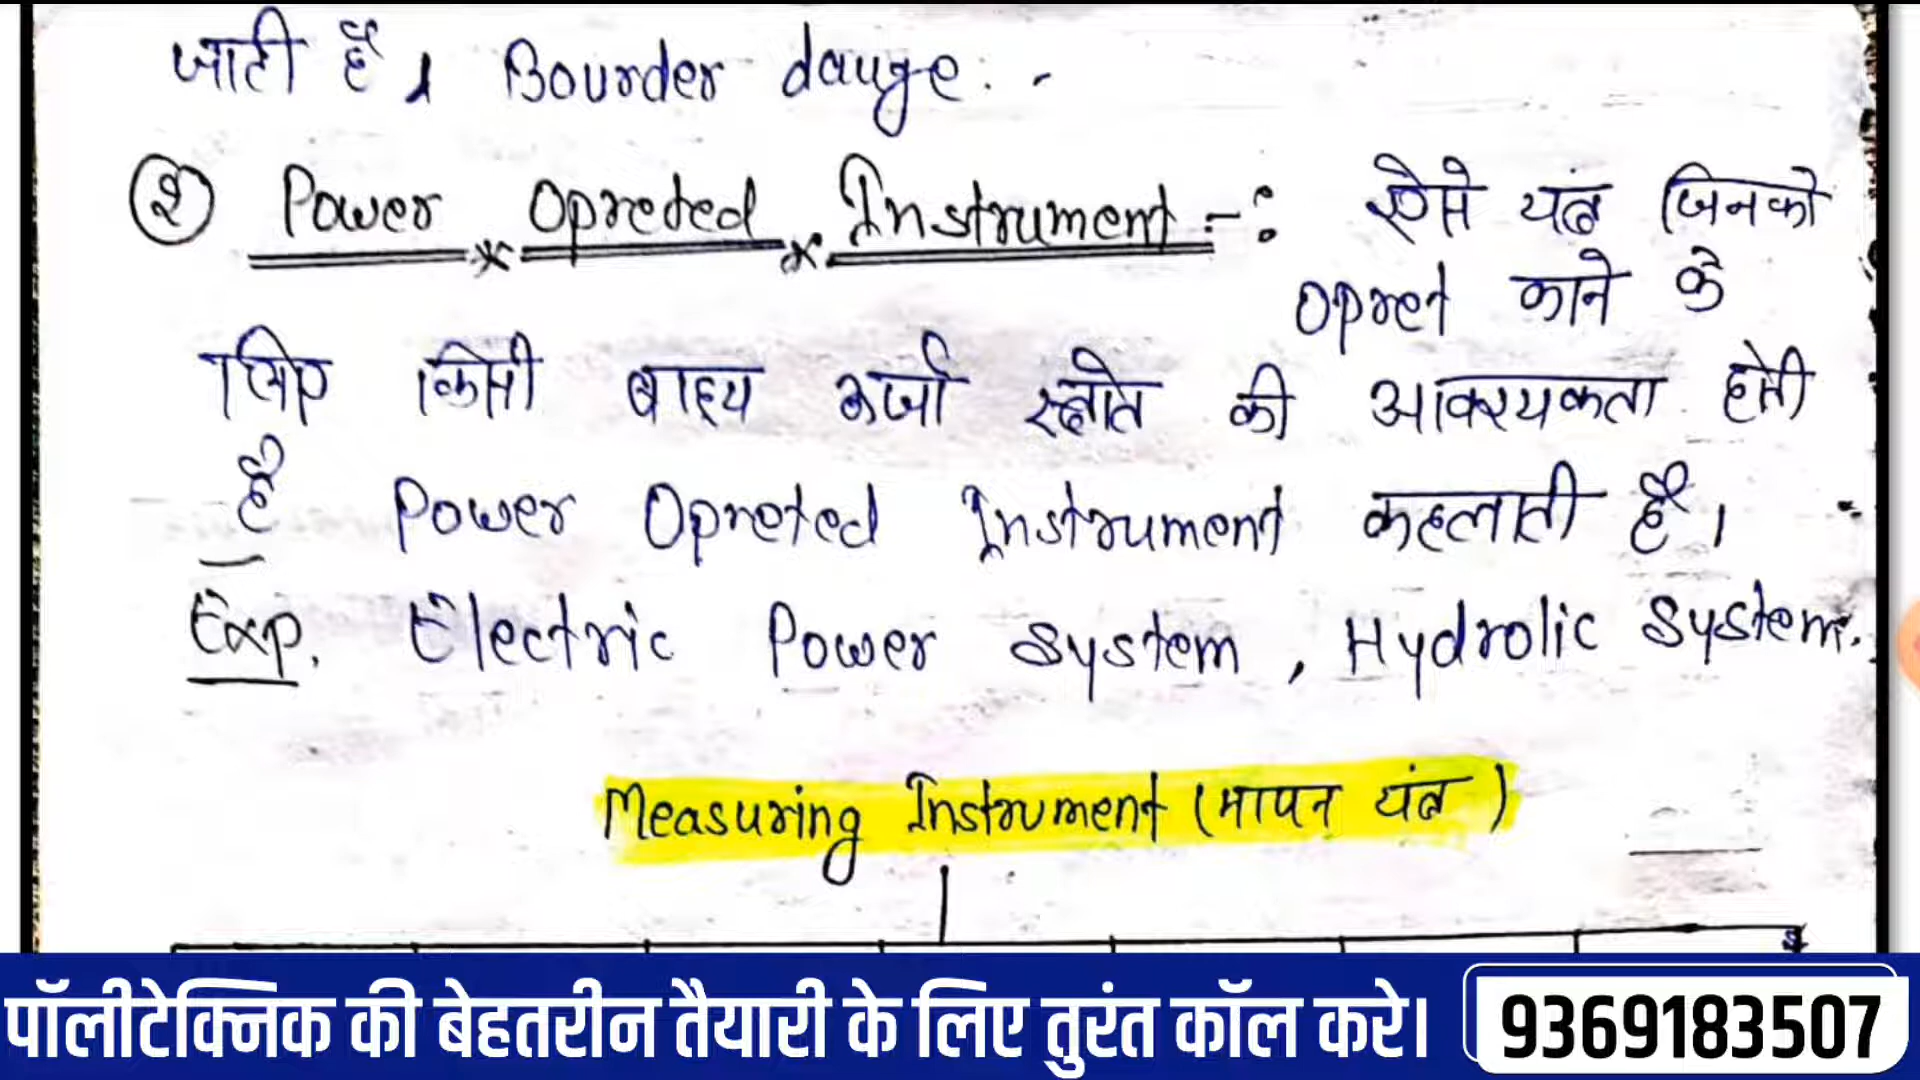 जाती है। Bourder dauge. -
② Power Opreted Instrument :-: ऐसे यंत्र जिनको
Opret करने के
लिए किसी बाह्य ऊर्जा स्त्रोत की आवश्यकता होती
है Power Opreted Instrument कहलाती है।
Exp. Electric Power System, Hydrolic System.
Measuring Instrument (मापन यंत्र)
पॉलीटेक्निक की बेहतरीन तैयारी के लिए तुरंत कॉल करे। 9369183507